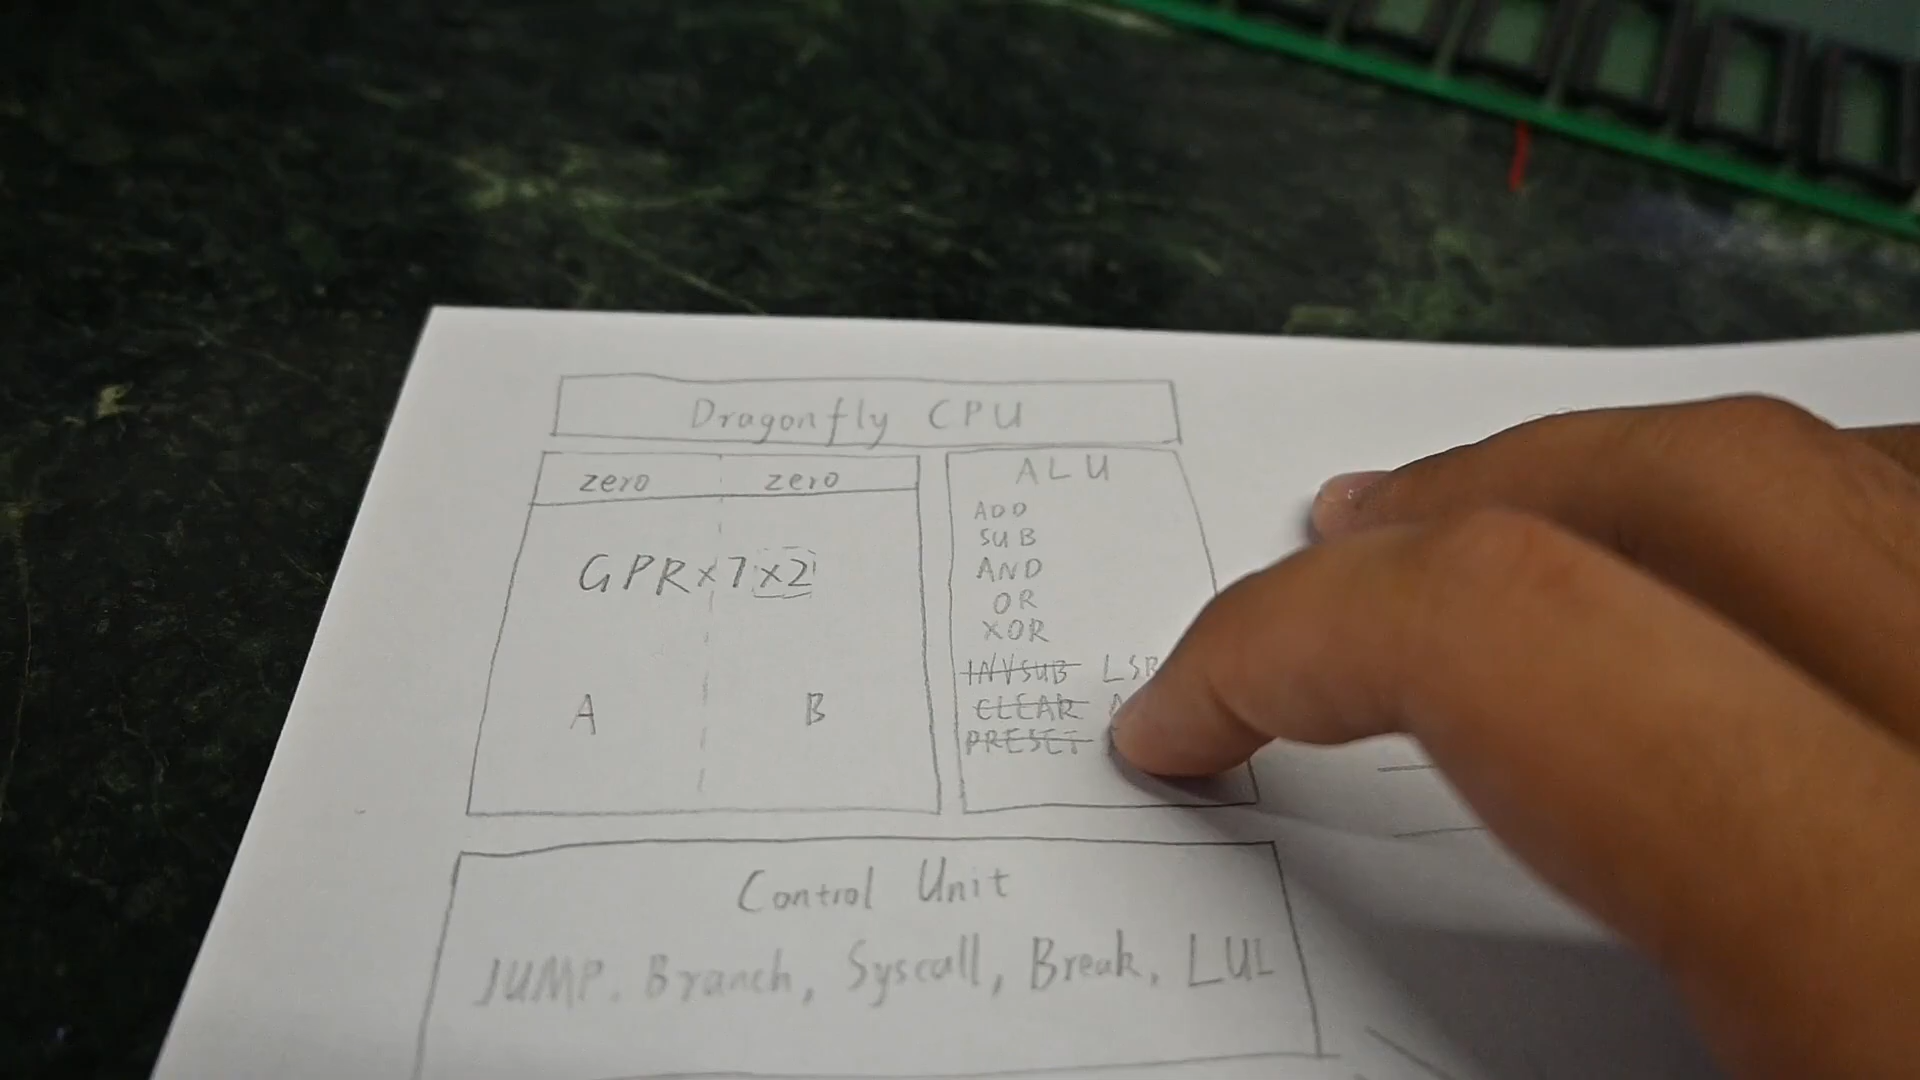 Dragonfly CPU
zero zero
GPR×7×2
A B
ALU
ADD
SUB
AND
OR
XOR
INVSUB
CLEAR
PRESET
Control Unit
JUMP. Branch, Syscall, Break, LUI